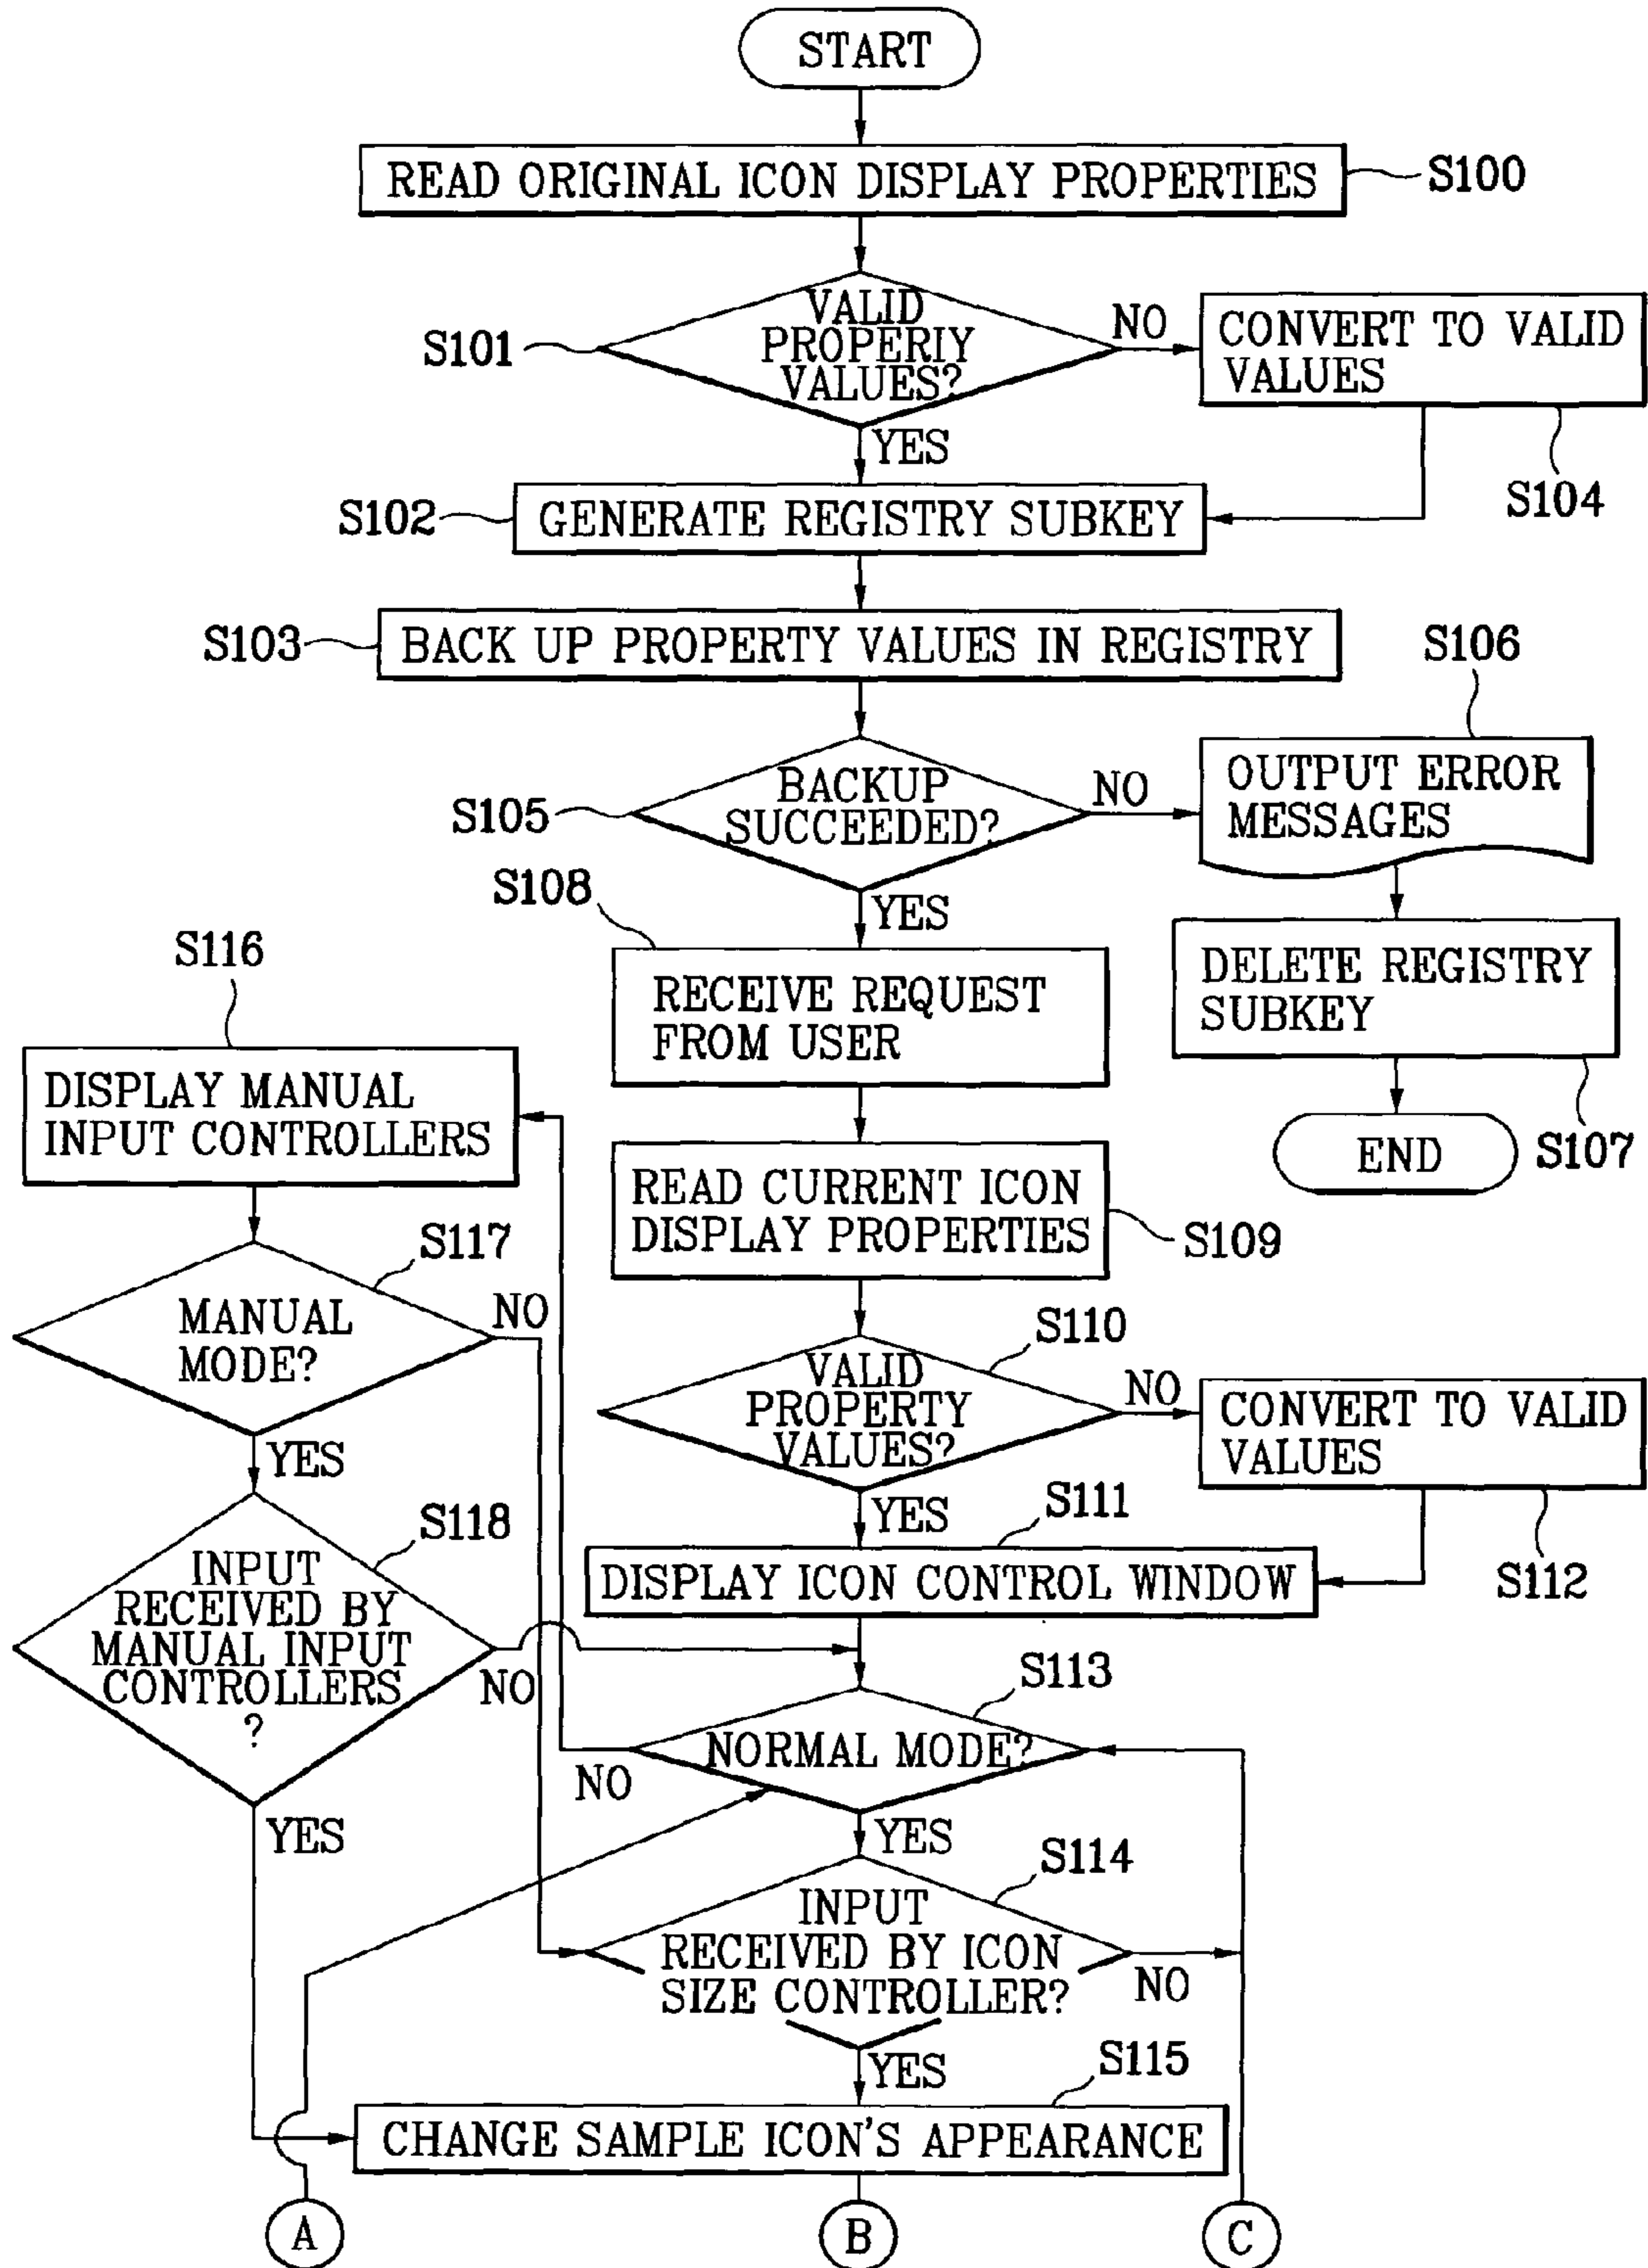 START
READ ORIGINAL ICON DISPLAY PROPERTIES
S100
VALID
PROPERIY
VALUES?
S101
NO
CONVERT TO VALID
VALUES
S104
YES
S102
GENERATE REGISTRY SUBKEY
S103
BACK UP PROPERTY VALUES IN REGISTRY
S106
BACKUP
SUCCEEDED?
S105
NO
OUTPUT ERROR
MESSAGES
S108
YES
S116
RECEIVE REQUEST
FROM USER
DELETE REGISTRY
SUBKEY
S107
END
DISPLAY MANUAL
INPUT CONTROLLERS
READ CURRENT ICON
DISPLAY PROPERTIES
S109
S117
MANUAL
MODE?
NO
YES
S110
VALID
PROPERTY
VALUES?
NO
CONVERT TO VALID
VALUES
S112
YES
S111
DISPLAY ICON CONTROL WINDOW
S118
INPUT
RECEIVED BY
MANUAL INPUT
CONTROLLERS
?
NO
YES
S113
NORMAL MODE?
NO
YES
S114
INPUT
RECEIVED BY ICON
SIZE CONTROLLER?
NO
YES
S115
CHANGE SAMPLE ICON'S APPEARANCE
A
B
C